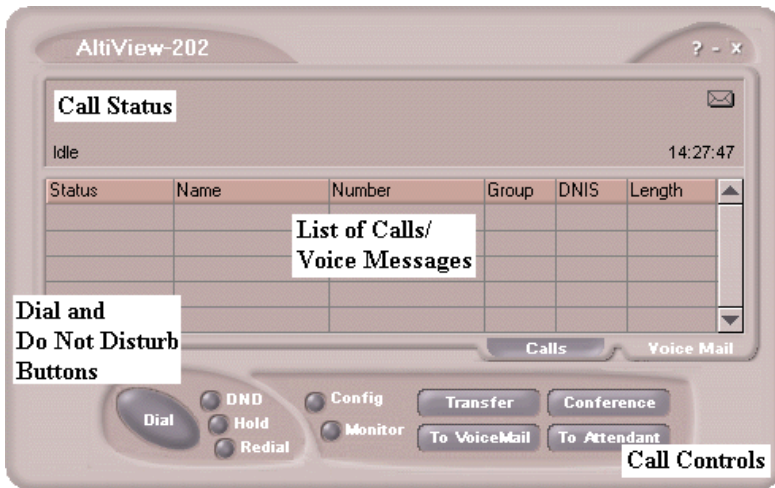 AltiView-202
? - x
Call Status
Idle
14:27:47
Status Name Number Group DNIS Length
List of Calls/
Voice Messages
Dial and
Do Not Disturb
Buttons
Calls Voice Mail
Dial
DND
Hold
Redial
Config
Monitor
Transfer Conference
To VoiceMail To Attendant
Call Controls